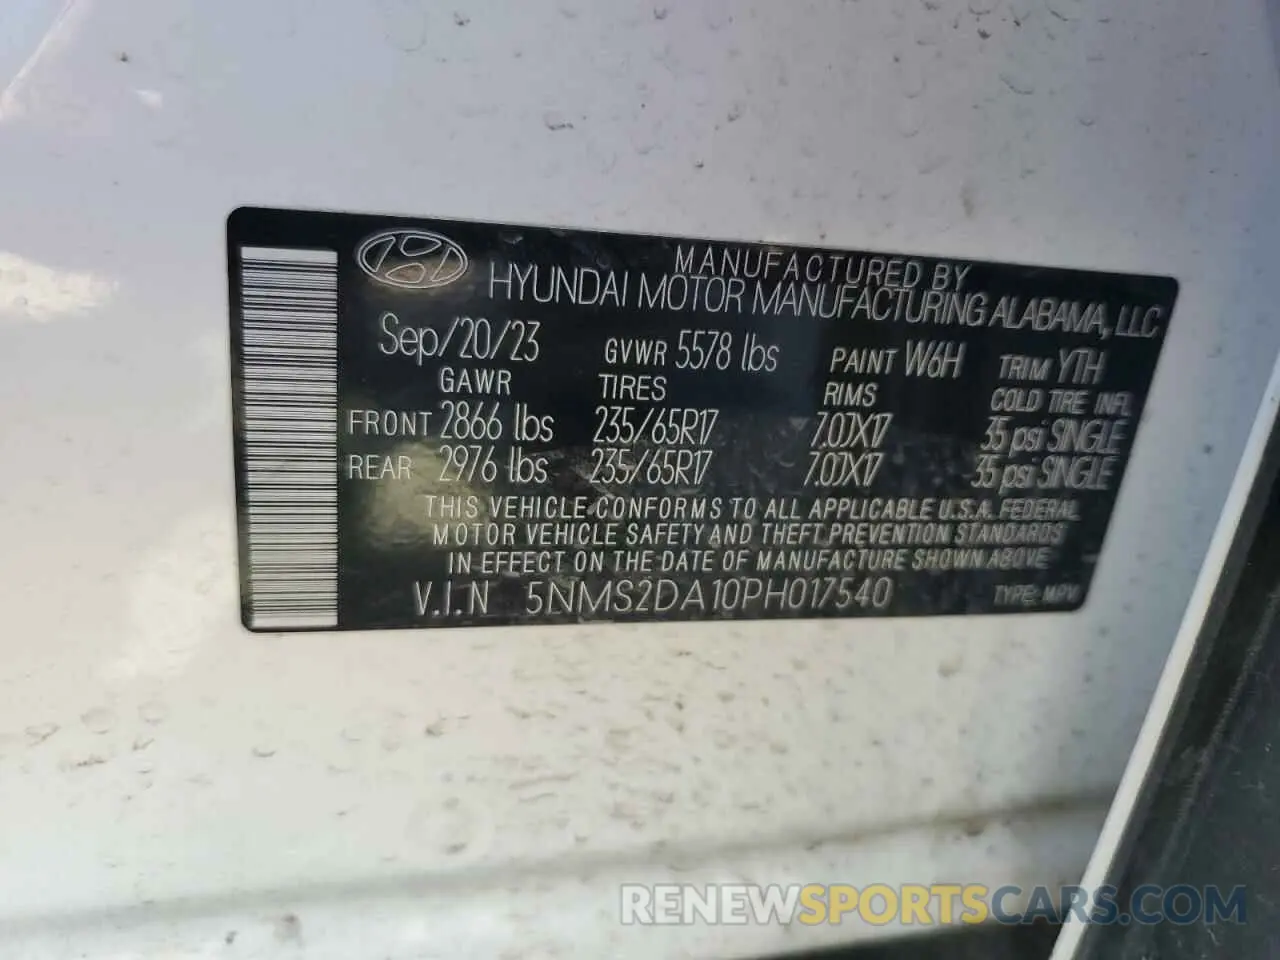 MANUFACTURED BY
HYUNDAI MOTOR MANUFACTURING ALABAMA, LLC
Sep/20/23 GVWR 5578 lbs PAINT W6H TRIM YTH
GAWR TIRES RIMS COLD TIRE INFL
FRONT 2866 lbs 235/65R17 7.0JX17 35 psi SINGLE
REAR 2976 lbs 235/65R17 7.0JX17 35 psi SINGLE
THIS VEHICLE CONFORMS TO ALL APPLICABLE U.S.A. FEDERAL
MOTOR VEHICLE SAFETY AND THEFT PREVENTION STANDARDS
IN EFFECT ON THE DATE OF MANUFACTURE SHOWN ABOVE
V.I.N 5NMS2DA10PH017540 TYPE: MPV
RENEWSPORTSCARS.COM